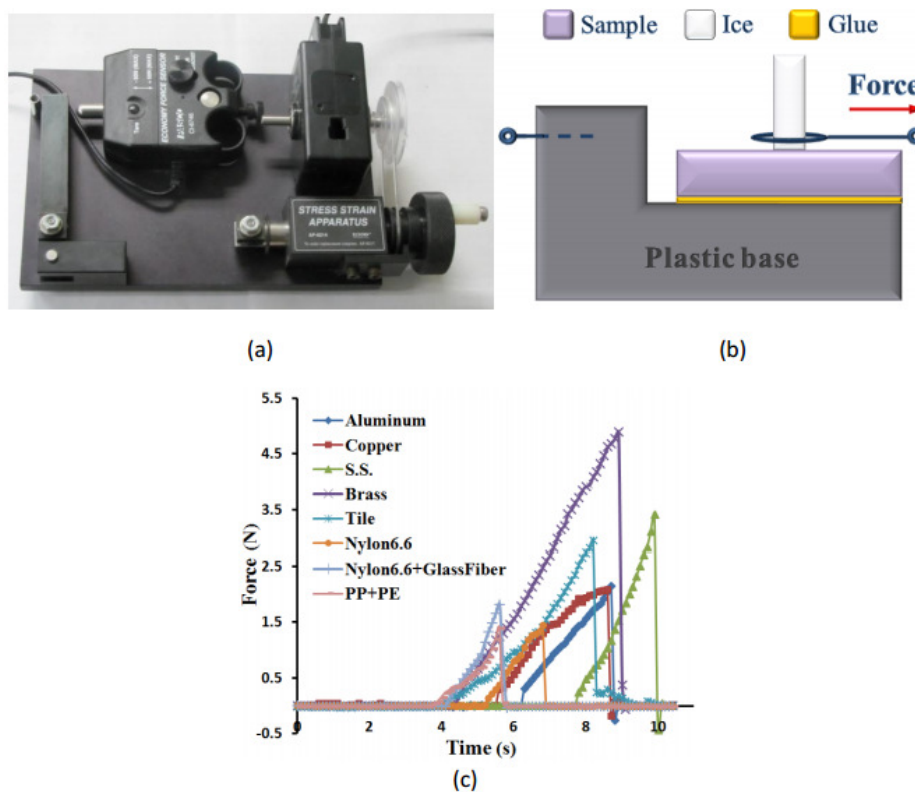 ECONOMY FORCE SENSOR
STRESS STRAIN
APPARATUS
(a)
Sample Ice Glue
Force
Plastic base
(b)
5.5
4.5
3.5
2.5
1.5
0.5
-0.5
Force (N)
Aluminum
Copper
S.S.
Brass
Tile
Nylon6.6
Nylon6.6+GlassFiber
PP+PE
0 2 4 6 8 10
Time (s)
(c)